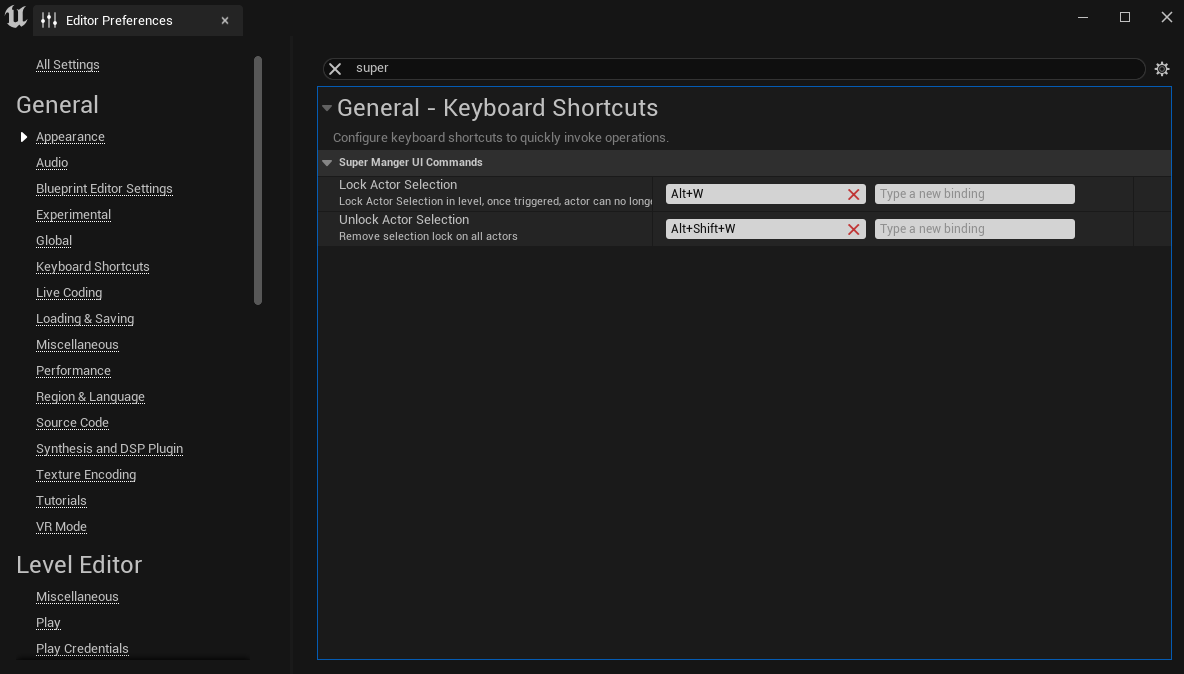 Editor Preferences
All Settings
General
Appearance
Audio
Blueprint Editor Settings
Experimental
Global
Keyboard Shortcuts
Live Coding
Loading & Saving
Miscellaneous
Performance
Region & Language
Source Code
Synthesis and DSP Plugin
Texture Encoding
Tutorials
VR Mode
Level Editor
Miscellaneous
Play
Play Credentials
super
General - Keyboard Shortcuts
Configure keyboard shortcuts to quickly invoke operations.
Super Manger UI Commands
Lock Actor Selection
Lock Actor Selection in level, once triggered, actor can no longe
Alt+W
Type a new binding
Unlock Actor Selection
Remove selection lock on all actors
Alt+Shift+W
Type a new binding